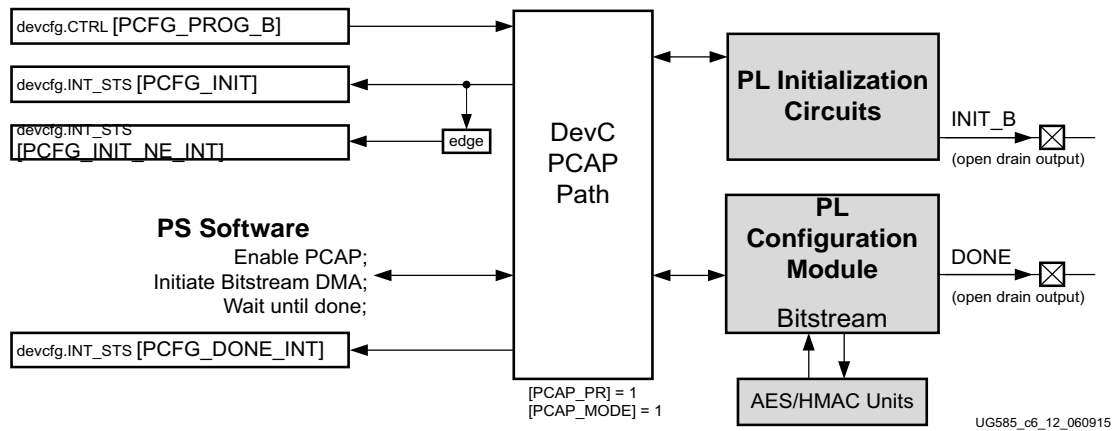 devcfg.CTRL [PCFG_PROG_B]
devcfg.INT_STS [PCFG_INIT]
devcfg.INT_STS
[PCFG_INIT_NE_INT]
edge
PS Software
Enable PCAP;
Initiate Bitstream DMA;
Wait until done;
devcfg.INT_STS [PCFG_DONE_INT]
DevC
PCAP
Path
[PCAP_PR] = 1
[PCAP_MODE] = 1
PL Initialization
Circuits
INIT_B
(open drain output)
PL
Configuration
Module
Bitstream
DONE
(open drain output)
AES/HMAC Units
UG585_c6_12_060915